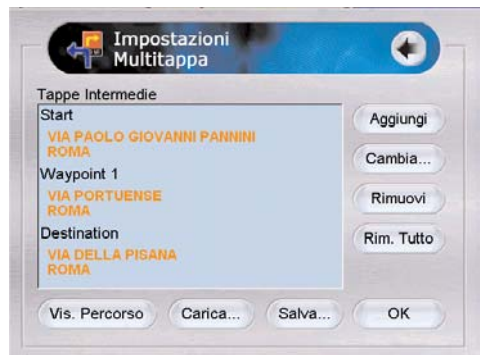 Impostazioni
Multitappa
Tappe Intermedie
Start
VIA PAOLO GIOVANNI PANNINI
ROMA
Waypoint 1
VIA PORTUENSE
ROMA
Destination
VIA DELLA PISANA
ROMA
Aggiungi
Cambia...
Rimuovi
Rim. Tutto
Vis. Percorso
Carica...
Salva...
OK